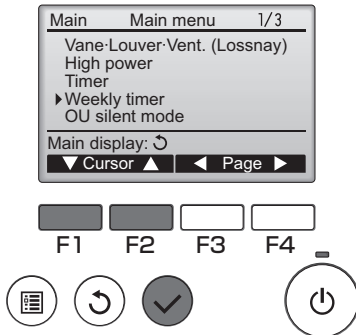 Main Main menu 1/3
Vane·Louver·Vent. (Lossnay)
High power
Timer
▶Weekly timer
OU silent mode
Main display: ↺
▼ Cursor ▲ ◀ Page ▶
F1 F2 F3 F4